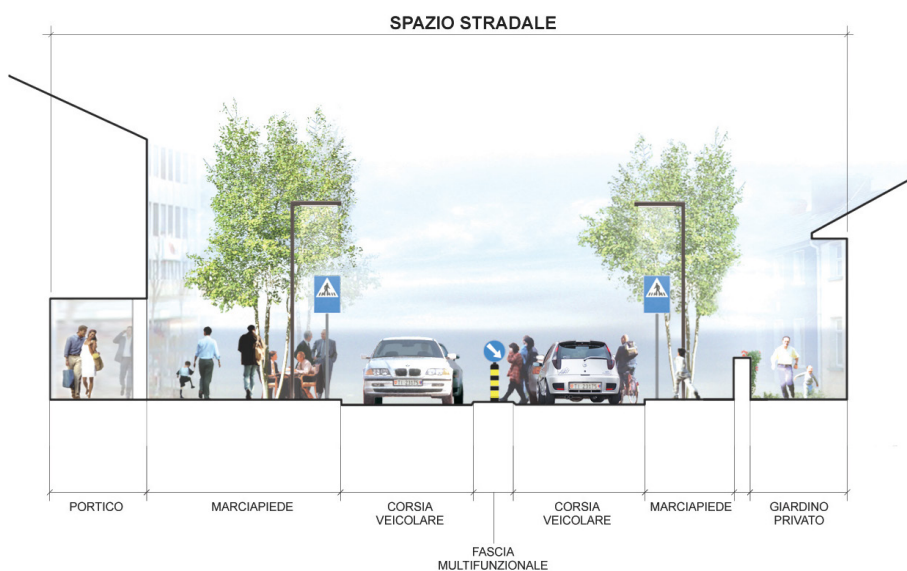 SPAZIO STRADALE
PORTICO
MARCIAPIEDE
CORSIA
VEICOLARE
FASCIA
MULTIFUNZIONALE
CORSIA
VEICOLARE
MARCIAPIEDE
GIARDINO
PRIVATO